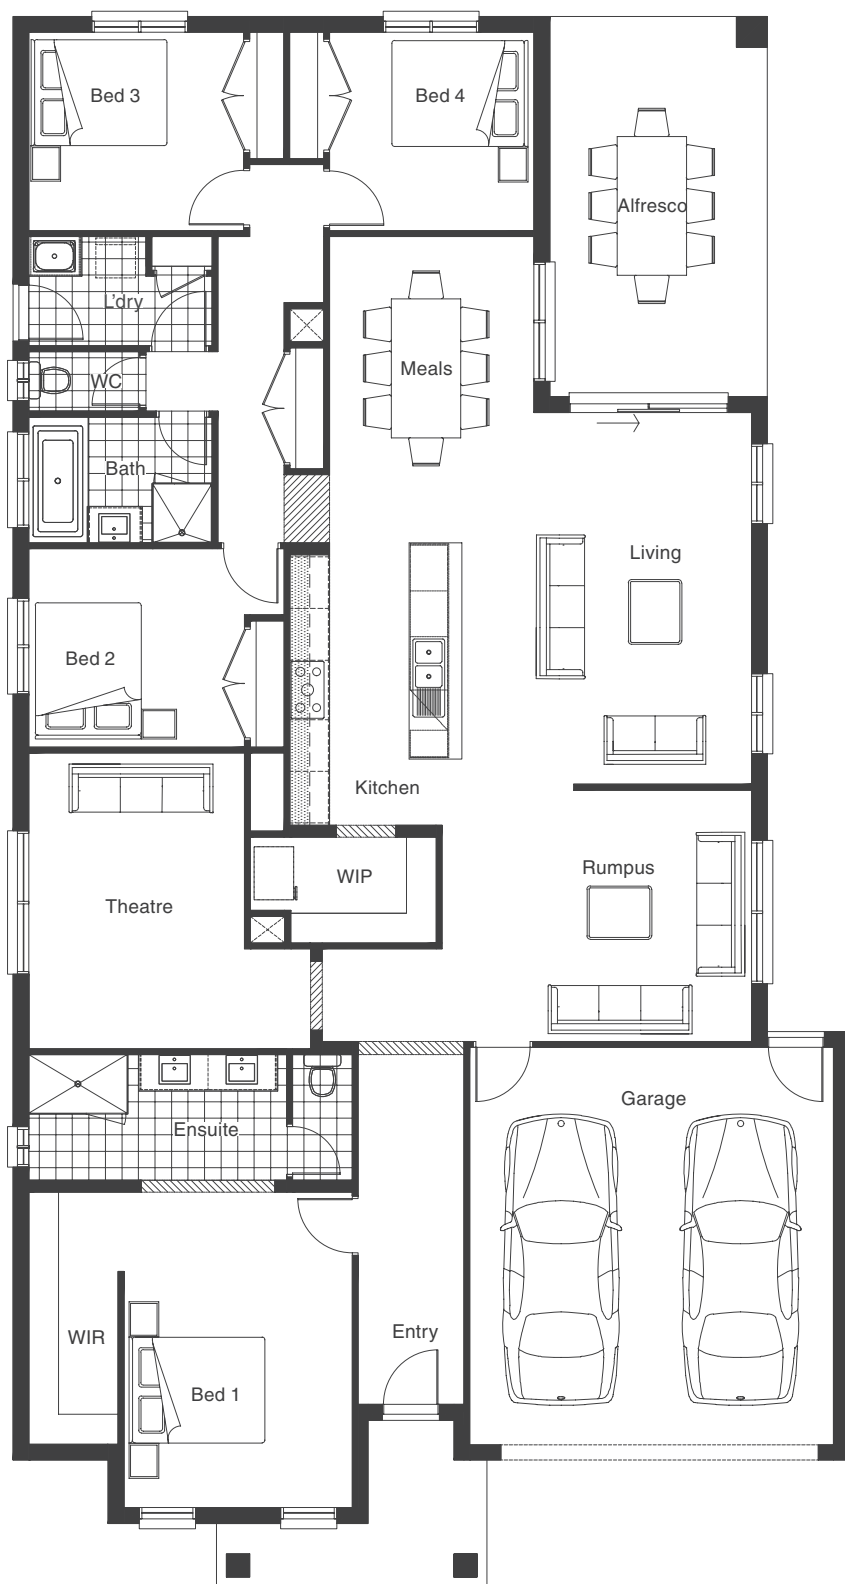 Bed 3
Bed 4
Alfresco
L'dry
Meals
WC
Bath
Living
Bed 2
Kitchen
Rumpus
WIP
Theatre
Garage
Ensuite
Entry
WIR
Bed 1